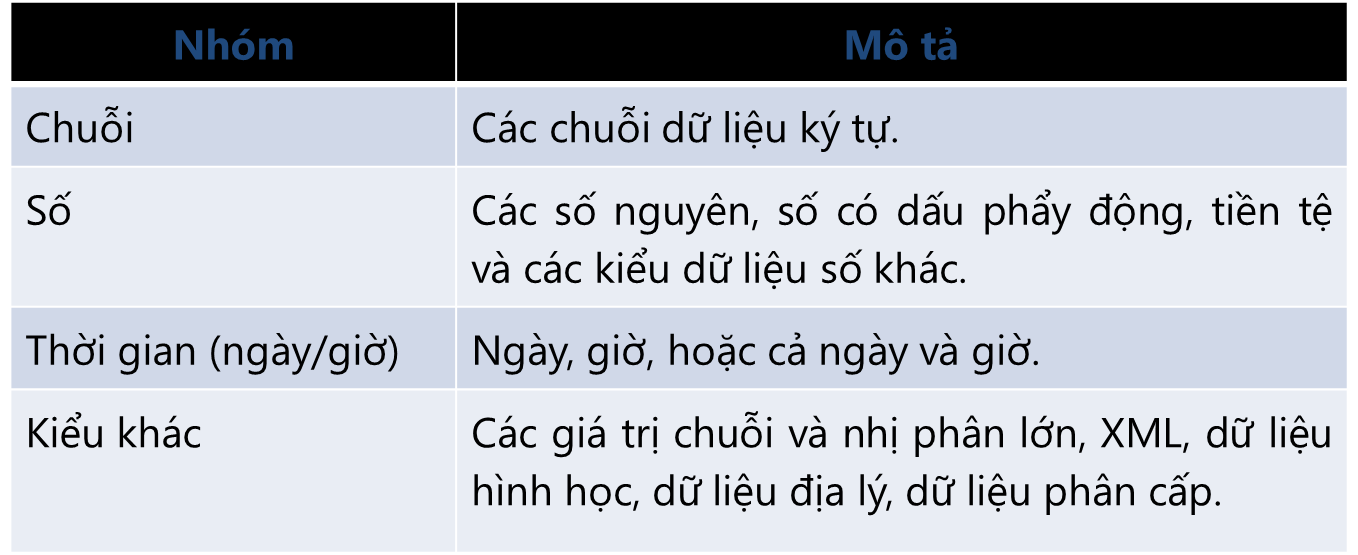 Nhóm
Mô tả
Chuỗi
Các chuỗi dữ liệu ký tự.
Số
Các số nguyên, số có dấu phẩy động, tiền tệ
và các kiểu dữ liệu số khác.
Thời gian (ngày/giờ)
Ngày, giờ, hoặc cả ngày và giờ.
Kiểu khác
Các giá trị chuỗi và nhị phân lớn, XML, dữ liệu
hình học, dữ liệu địa lý, dữ liệu phân cấp.